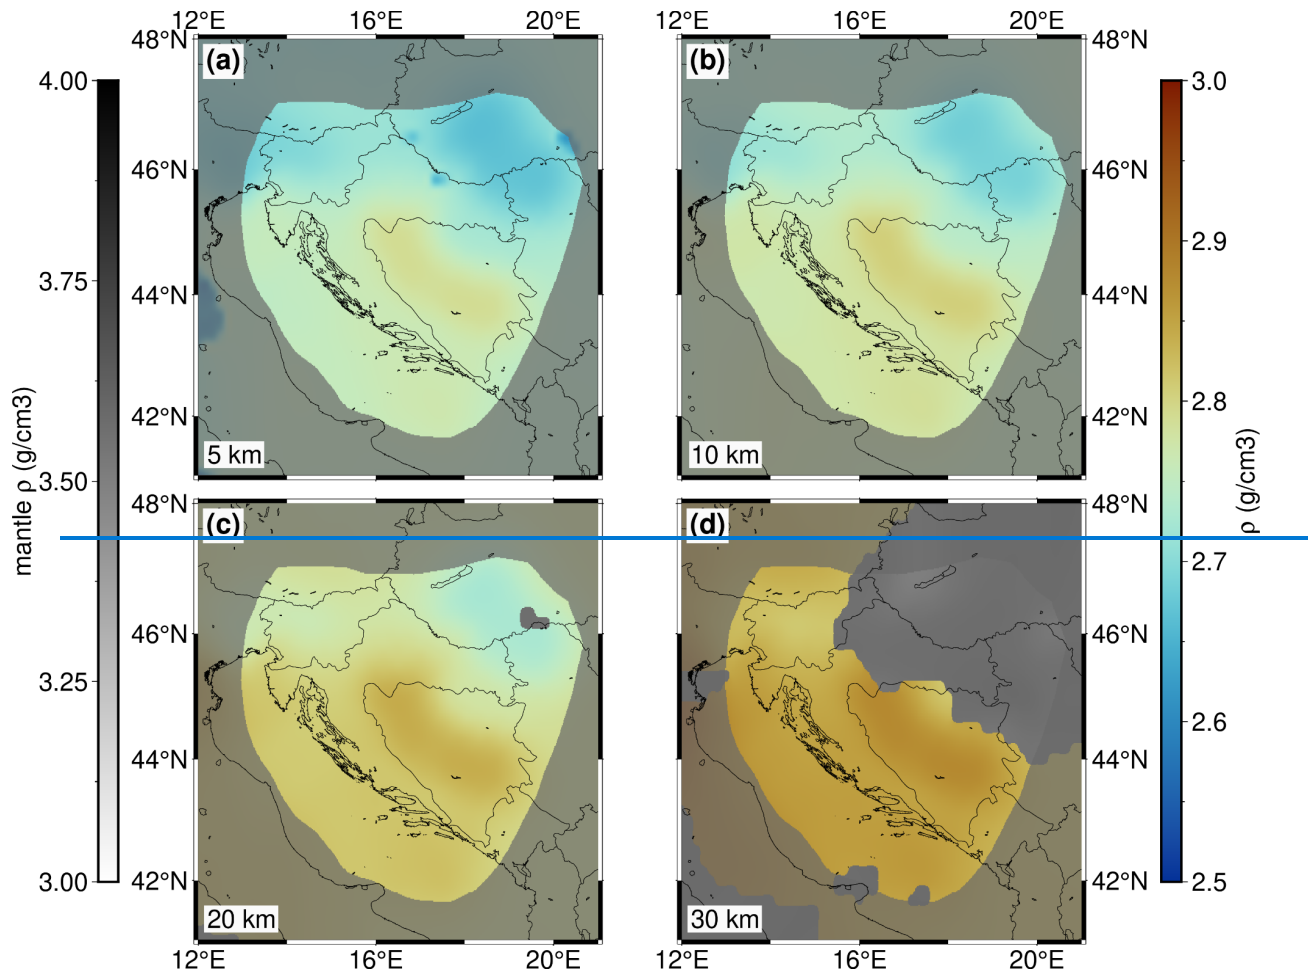 12°E 16°E 20°E 12°E 16°E 20°E
48°N (a) (b) 48°N
4.00 3.0
46°N 46°N
3.75 2.9
44°N 44°N
mantle ρ (g/cm3)
3.50 2.8
42°N 42°N
5 km 10 km
ρ (g/cm3)
48°N (c) (d) 48°N
2.7
46°N 46°N
3.25 2.6
44°N 44°N
3.00 42°N 42°N 2.5
20 km 30 km
12°E 16°E 20°E 12°E 16°E 20°E